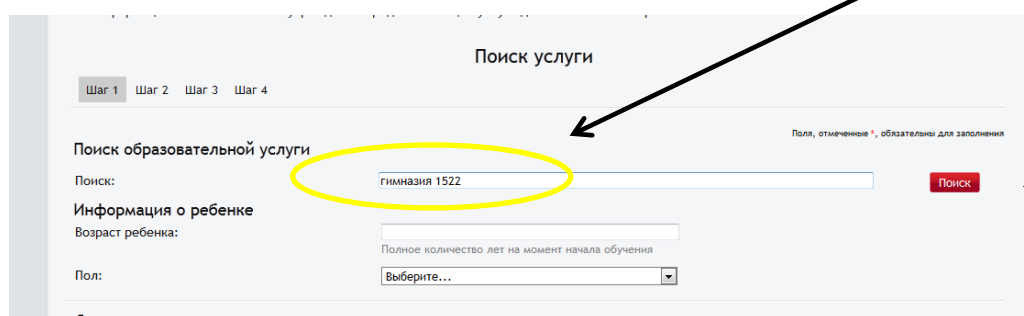 Поиск услуги
Шаг 1 Шаг 2 Шаг 3 Шаг 4
Поля, отмеченные *, обязательны для заполнения
Поиск образовательной услуги
Поиск: гимназия 1522 Поиск
Информация о ребенке
Возраст ребенка:
Полное количество лет на момент начала обучения
Пол: Выберите...